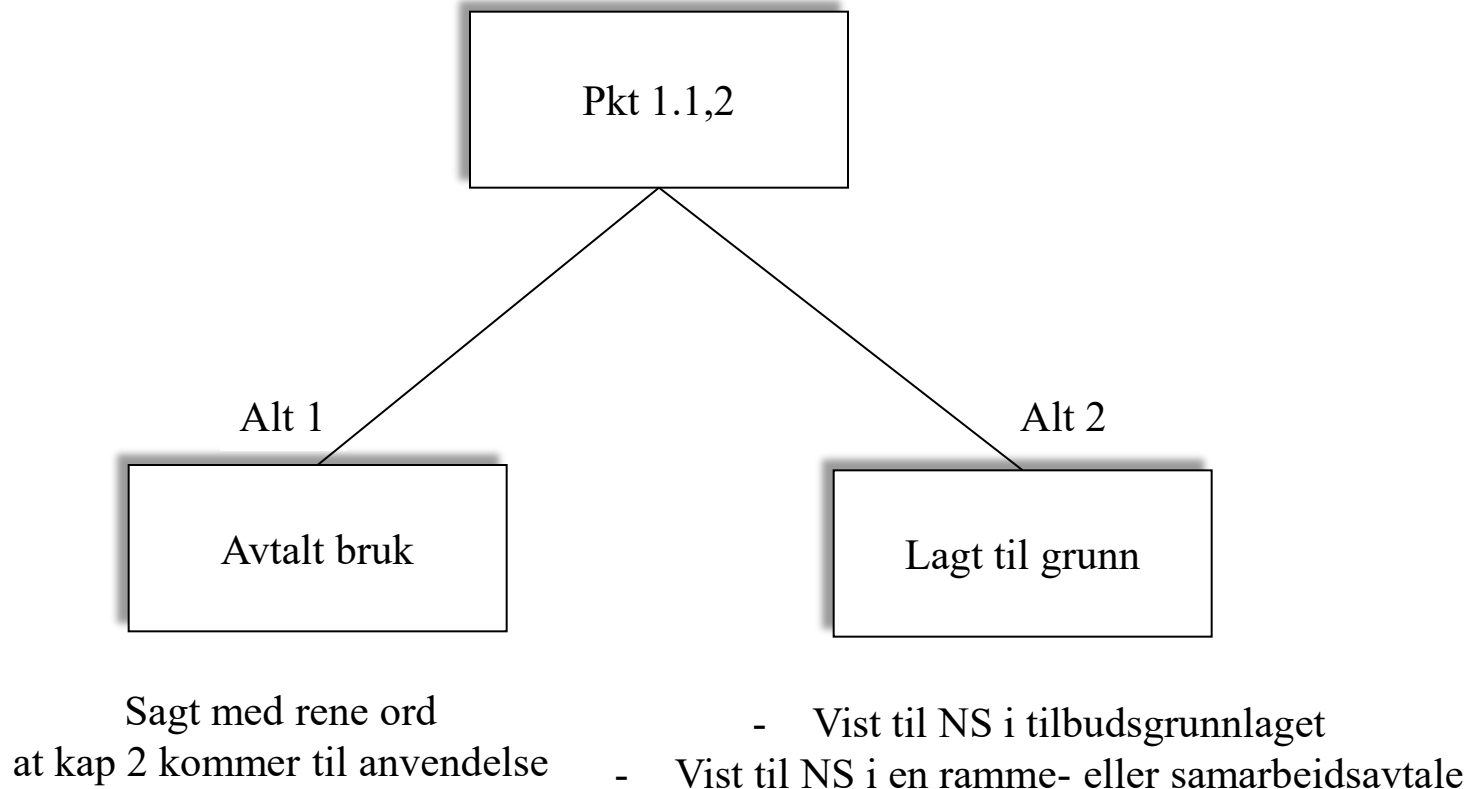 Pkt 1.1,2
Alt 1
Alt 2
Avtalt bruk
Lagt til grunn
Sagt med rene ord
at kap 2 kommer til anvendelse
- Vist til NS i tilbudsgrunnlaget
- Vist til NS i en ramme- eller samarbeidsavtale